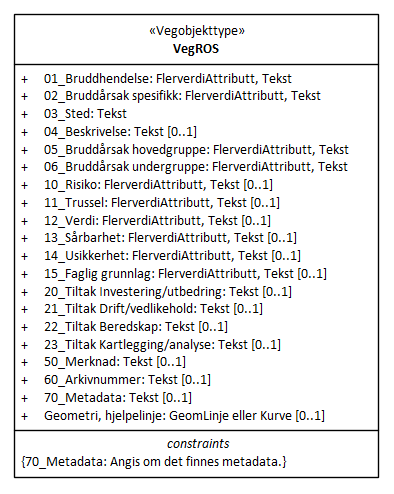 «Vegobjekttype»
VegROS
+ 01_Bruddhendelse: FlerverdiAttributt, Tekst
+ 02_Bruddårsak spesifikk: FlerverdiAttributt, Tekst
+ 03_Sted: Tekst
+ 04_Beskrivelse: Tekst [0..1]
+ 05_Bruddårsak hovedgruppe: FlerverdiAttributt, Tekst
+ 06_Bruddårsak undergruppe: FlerverdiAttributt, Tekst
+ 10_Risiko: FlerverdiAttributt, Tekst [0..1]
+ 11_Trussel: FlerverdiAttributt, Tekst [0..1]
+ 12_Verdi: FlerverdiAttributt, Tekst [0..1]
+ 13_Sårbarhet: FlerverdiAttributt, Tekst [0..1]
+ 14_Usikkerhet: FlerverdiAttributt, Tekst [0..1]
+ 15_Faglig grunnlag: FlerverdiAttributt, Tekst [0..1]
+ 20_Tiltak Investering/utbedring: Tekst [0..1]
+ 21_Tiltak Drift/vedlikehold: Tekst [0..1]
+ 22_Tiltak Beredskap: Tekst [0..1]
+ 23_Tiltak Kartlegging/analyse: Tekst [0..1]
+ 50_Merknad: Tekst [0..1]
+ 60_Arkivnummer: Tekst [0..1]
+ 70_Metadata: Tekst [0..1]
+ Geometri, hjelpelinje: GeomLinje eller Kurve [0..1]
constraints
{70_Metadata: Angis om det finnes metadata.}